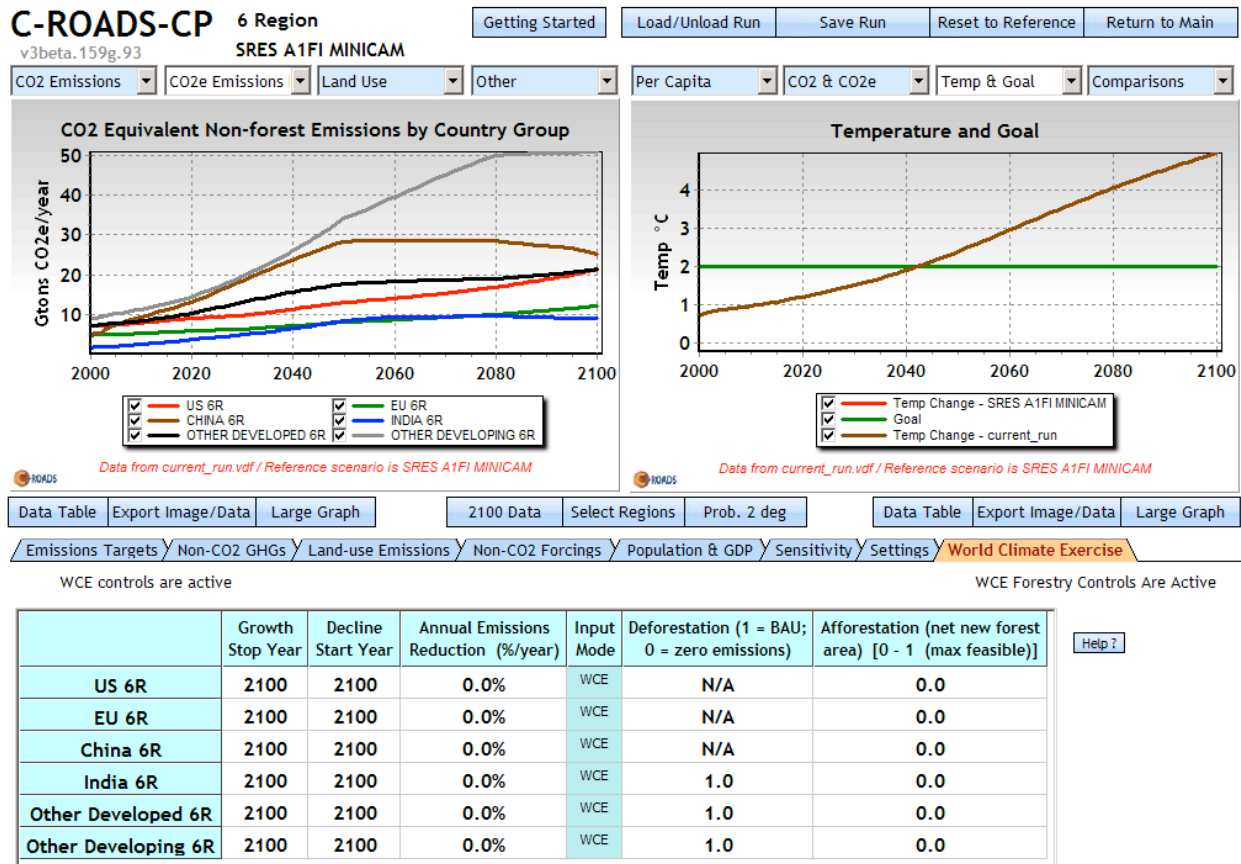 C-ROADS-CP 6 Region
v3beta.159g.93 SRES A1FI MINICAM
Getting Started Load/Unload Run Save Run Reset to Reference Return to Main
CO2 Emissions CO2e Emissions Land Use Other Per Capita CO2 & CO2e Temp & Goal Comparisons
CO2 Equivalent Non-forest Emissions by Country Group
Gtons CO2e/year
50
40
30
20
10
2000 2020 2040 2060 2080 2100
US 6R EU 6R
CHINA 6R INDIA 6R
OTHER DEVELOPED 6R OTHER DEVELOPING 6R
Data from current_run.vdf / Reference scenario is SRES A1FI MINICAM
C-ROADS
Temperature and Goal
Temp °C
4
3
2
1
0
2000 2020 2040 2060 2080 2100
Temp Change - SRES A1FI MINICAM
Goal
Temp Change - current_run
Data from current_run.vdf / Reference scenario is SRES A1FI MINICAM
C-ROADS
Data Table Export Image/Data Large Graph 2100 Data Select Regions Prob. 2 deg Data Table Export Image/Data Large Graph
Emissions Targets Non-CO2 GHGs Land-use Emissions Non-CO2 Forcings Population & GDP Sensitivity Settings World Climate Exercise
WCE controls are active WCE Forestry Controls Are Active
Growth Stop Year Decline Start Year Annual Emissions Reduction (%/year) Input Mode Deforestation (1 = BAU; 0 = zero emissions) Afforestation (net new forest area) [0 - 1 (max feasible)]
Help ?
US 6R 2100 2100 0.0% WCE N/A 0.0
EU 6R 2100 2100 0.0% WCE N/A 0.0
China 6R 2100 2100 0.0% WCE N/A 0.0
India 6R 2100 2100 0.0% WCE 1.0 0.0
Other Developed 6R 2100 2100 0.0% WCE 1.0 0.0
Other Developing 6R 2100 2100 0.0% WCE 1.0 0.0